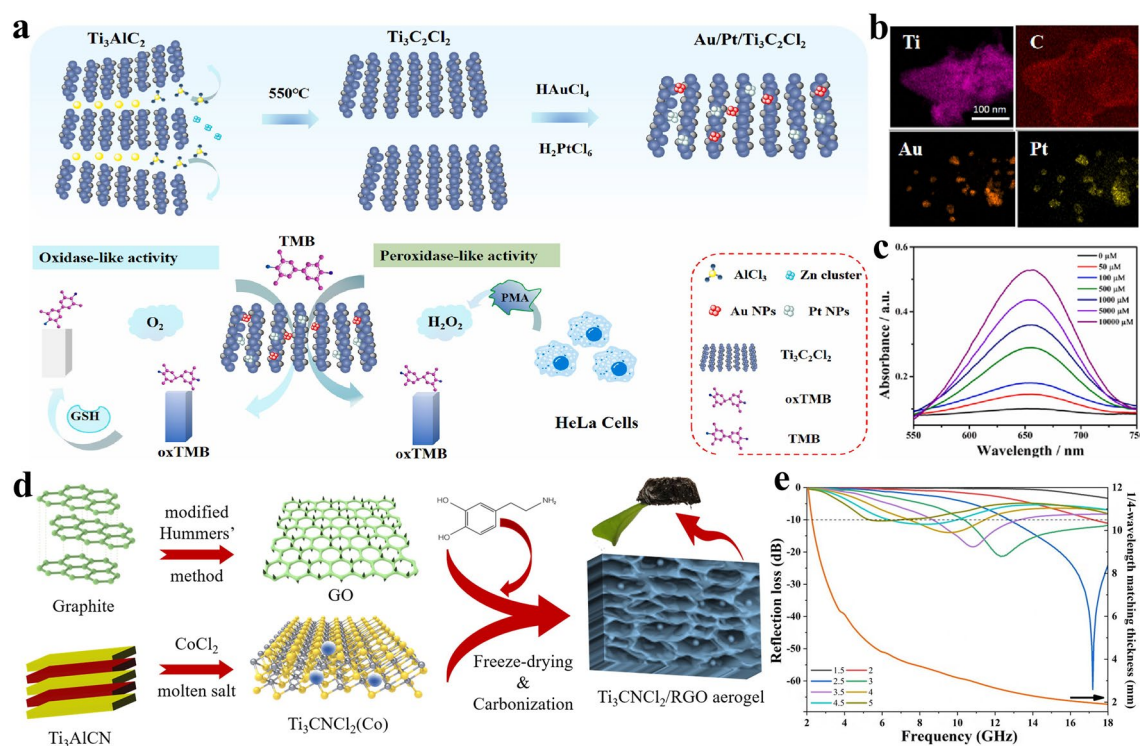 a
Ti₃AlC₂
Ti₃C₂Cl₂
Au/Pt/Ti₃C₂Cl₂
550℃
HAuCl₄
H₂PtCl₆
Oxidase-like activity
TMB
Peroxidase-like activity
O₂
H₂O₂
PMA
GSH
oxTMB
oxTMB
HeLa Cells
AlCl₃
Zn cluster
Au NPs
Pt NPs
Ti₃C₂Cl₂
oxTMB
TMB
b
Ti
C
100 nm
Au
Pt
c
0.6
0.4
0.2
Absorbance / a.u.
0 μM
50 μM
100 μM
500 μM
1000 μM
5000 μM
10000 μM
550
600
650
700
750
Wavelength / nm
d
Graphite
modified
Hummers’
method
GO
HO
HO
NH₂
Ti₃AlCN
CoCl₂
molten salt
Ti₃CNCl₂(Co)
Freeze-drying
&
Carbonization
Ti₃CNCl₂/RGO aerogel
e
0
-10
-20
-30
-40
-50
-60
Reflection loss (dB)
1.5
2
2.5
3
3.5
4
4.5
5
2
4
6
8
10
12
14
16
18
Frequency (GHz)
12
10
8
6
4
2
1/4-wavelength matching thickness (mm)